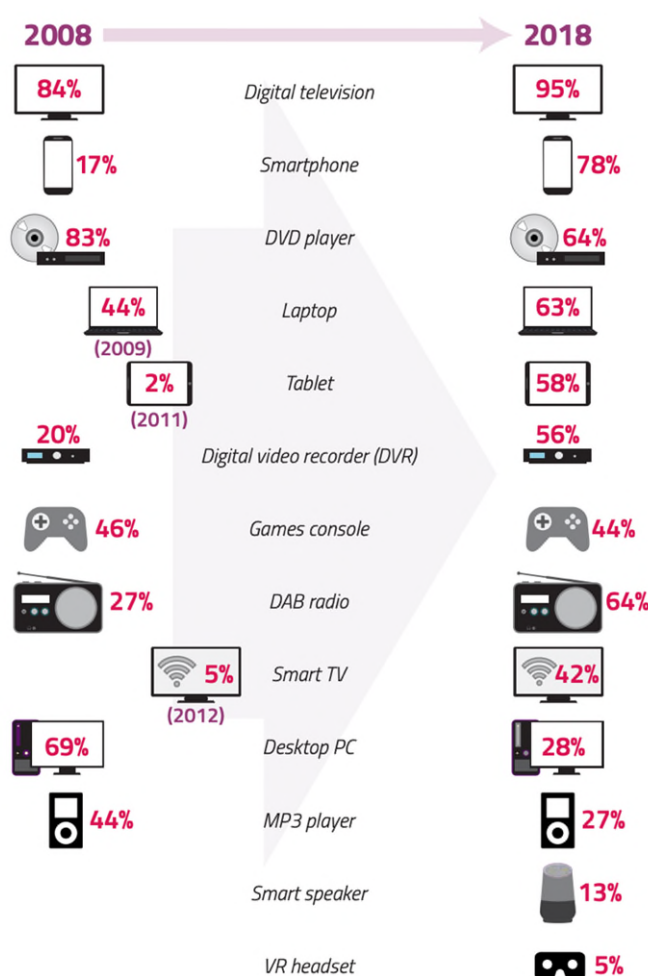 2008 2018
84% Digital television 95%
17% Smartphone 78%
83% DVD player 64%
44% Laptop 63%
(2009)
2% Tablet 58%
(2011)
20% Digital video recorder (DVR) 56%
46% Games console 44%
27% DAB radio 64%
5% Smart TV 42%
(2012)
69% Desktop PC 28%
44% MP3 player 27%
Smart speaker 13%
VR headset 5%